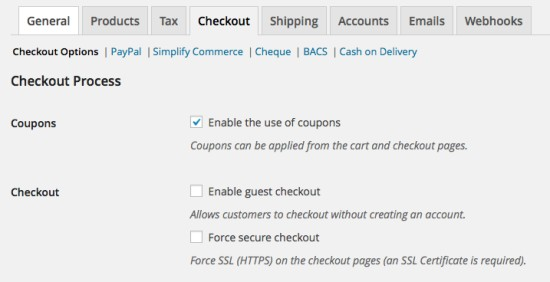 General Products Tax Checkout Shipping Accounts Emails Webhooks
Checkout Options | PayPal | Simplify Commerce | Cheque | BACS | Cash on Delivery
Checkout Process
Coupons Enable the use of coupons
Coupons can be applied from the cart and checkout pages.
Checkout Enable guest checkout
Allows customers to checkout without creating an account.
Force secure checkout
Force SSL (HTTPS) on the checkout pages (an SSL Certificate is required).